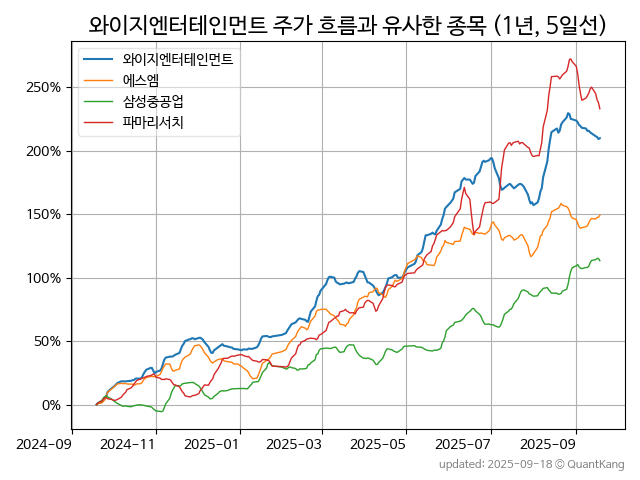 와이지엔터테인먼트 주가 흐름과 유사한 종목 (1년, 5일선)
와이지엔터테인먼트
에스엠
삼성중공업
파마리서치
250%
200%
150%
100%
50%
0%
2024-09 2024-11 2025-01 2025-03 2025-05 2025-07 2025-09
updated: 2025-09-18 © QuantKang